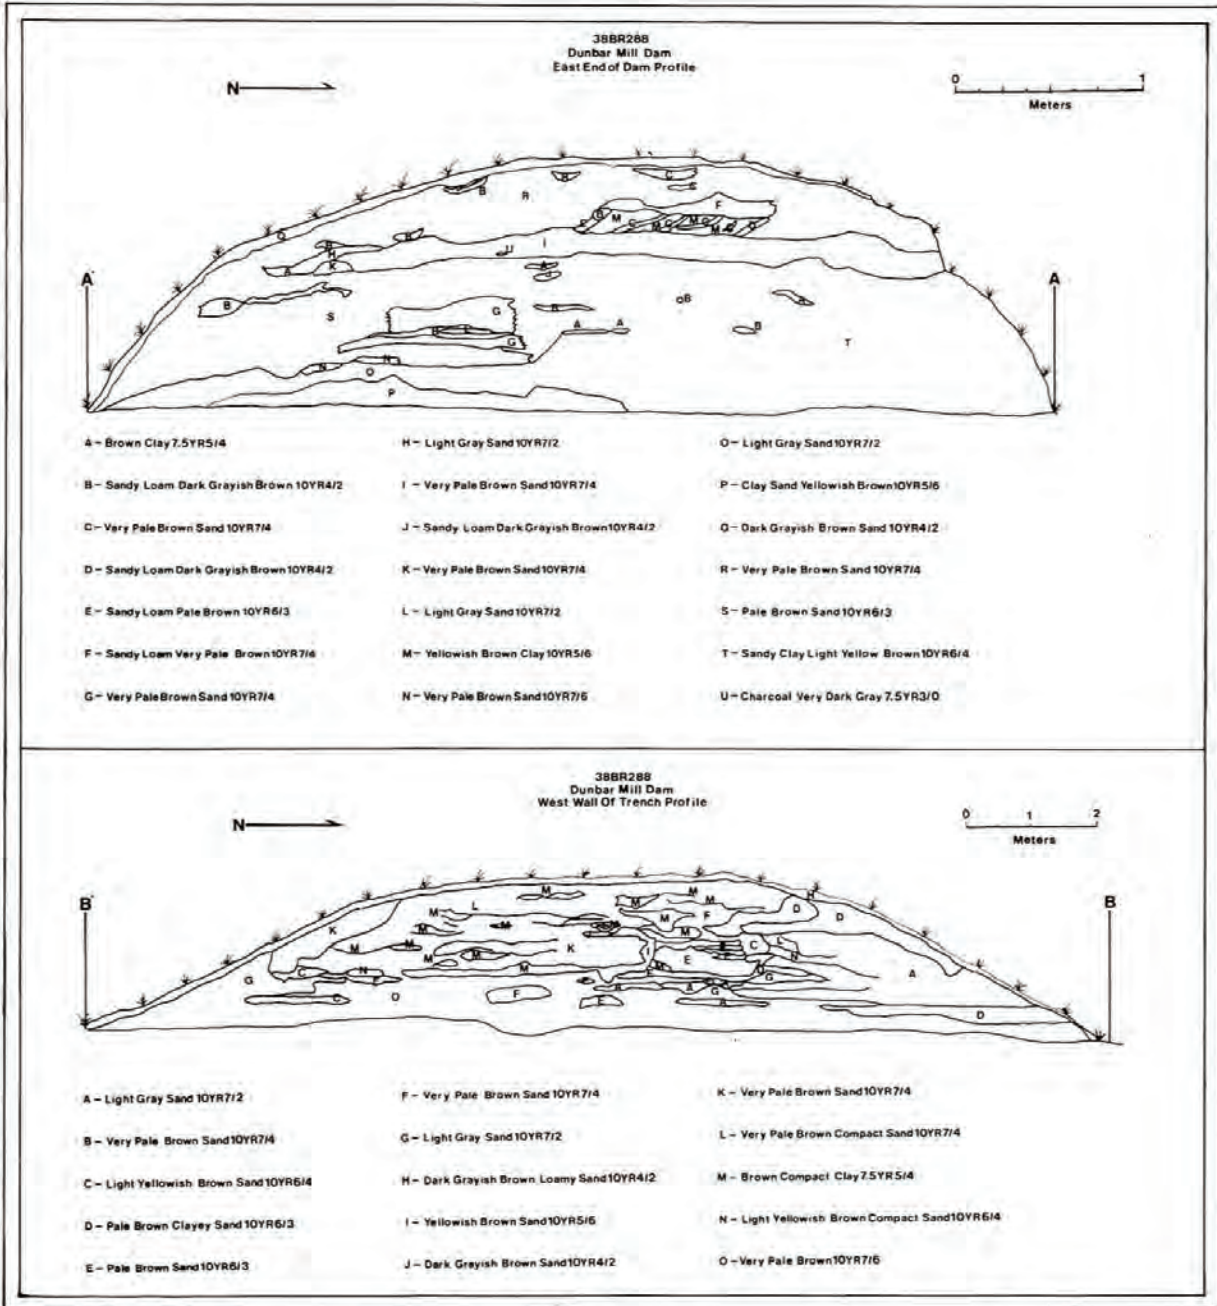 38BR288
Dunbar Mill Dam
East End of Dam Profile
N
0 1
Meters
A' A
A – Brown Clay 7.5YR5/4
B – Sandy Loam Dark Grayish Brown 10YR4/2
C – Very Pale Brown Sand 10YR7/4
D – Sandy Loam Dark Grayish Brown 10YR4/2
E – Sandy Loam Pale Brown 10YR6/3
F – Sandy Loam Very Pale Brown 10YR7/4
G – Very Pale Brown Sand 10YR7/4
H – Light Gray Sand 10YR7/2
I – Very Pale Brown Sand 10YR7/4
J – Sandy Loam Dark Grayish Brown 10YR4/2
K – Very Pale Brown Sand 10YR7/4
L – Light Gray Sand 10YR7/2
M – Yellowish Brown Clay 10YR5/6
N – Very Pale Brown Sand 10YR7/6
O – Light Gray Sand 10YR7/2
P – Clay Sand Yellowish Brown 10YR5/6
Q – Dark Grayish Brown Sand 10YR4/2
R – Very Pale Brown Sand 10YR7/4
S – Pale Brown Sand 10YR6/3
T – Sandy Clay Light Yellow Brown 10YR6/4
U – Charcoal Very Dark Gray 7.5YR3/0
38BR288
Dunbar Mill Dam
West Wall Of Trench Profile
N
0 1 2
Meters
B' B
A – Light Gray Sand 10YR7/2
B – Very Pale Brown Sand 10YR7/4
C – Light Yellowish Brown Sand 10YR6/4
D – Pale Brown Clayey Sand 10YR6/3
E – Pale Brown Sand 10YR6/3
F – Very Pale Brown Sand 10YR7/4
G – Light Gray Sand 10YR7/2
H – Dark Grayish Brown Loamy Sand 10YR4/2
I – Yellowish Brown Sand 10YR5/6
J – Dark Grayish Brown Sand 10YR4/2
K – Very Pale Brown Sand 10YR7/4
L – Very Pale Brown Compact Sand 10YR7/4
M – Brown Compact Clay 7.5YR5/4
N – Light Yellowish Brown Compact Sand 10YR6/4
O – Very Pale Brown 10YR7/6